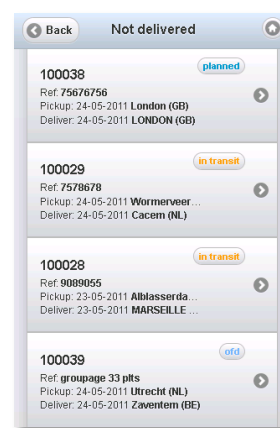 Back Not delivered
planned
100038
Ref: 75676756
Pickup: 24-05-2011 London (GB)
Deliver: 24-05-2011 LONDON (GB)
in transit
100029
Ref: 7578678
Pickup: 24-05-2011 Wormerveer...
Deliver: 24-05-2011 Cacem (NL)
in transit
100028
Ref: 9089055
Pickup: 23-05-2011 Alblasserda...
Deliver: 23-05-2011 MARSEILLE ...
ofd
100039
Ref: groupage 33 plts
Pickup: 24-05-2011 Utrecht (NL)
Deliver: 24-05-2011 Zaventem (BE)